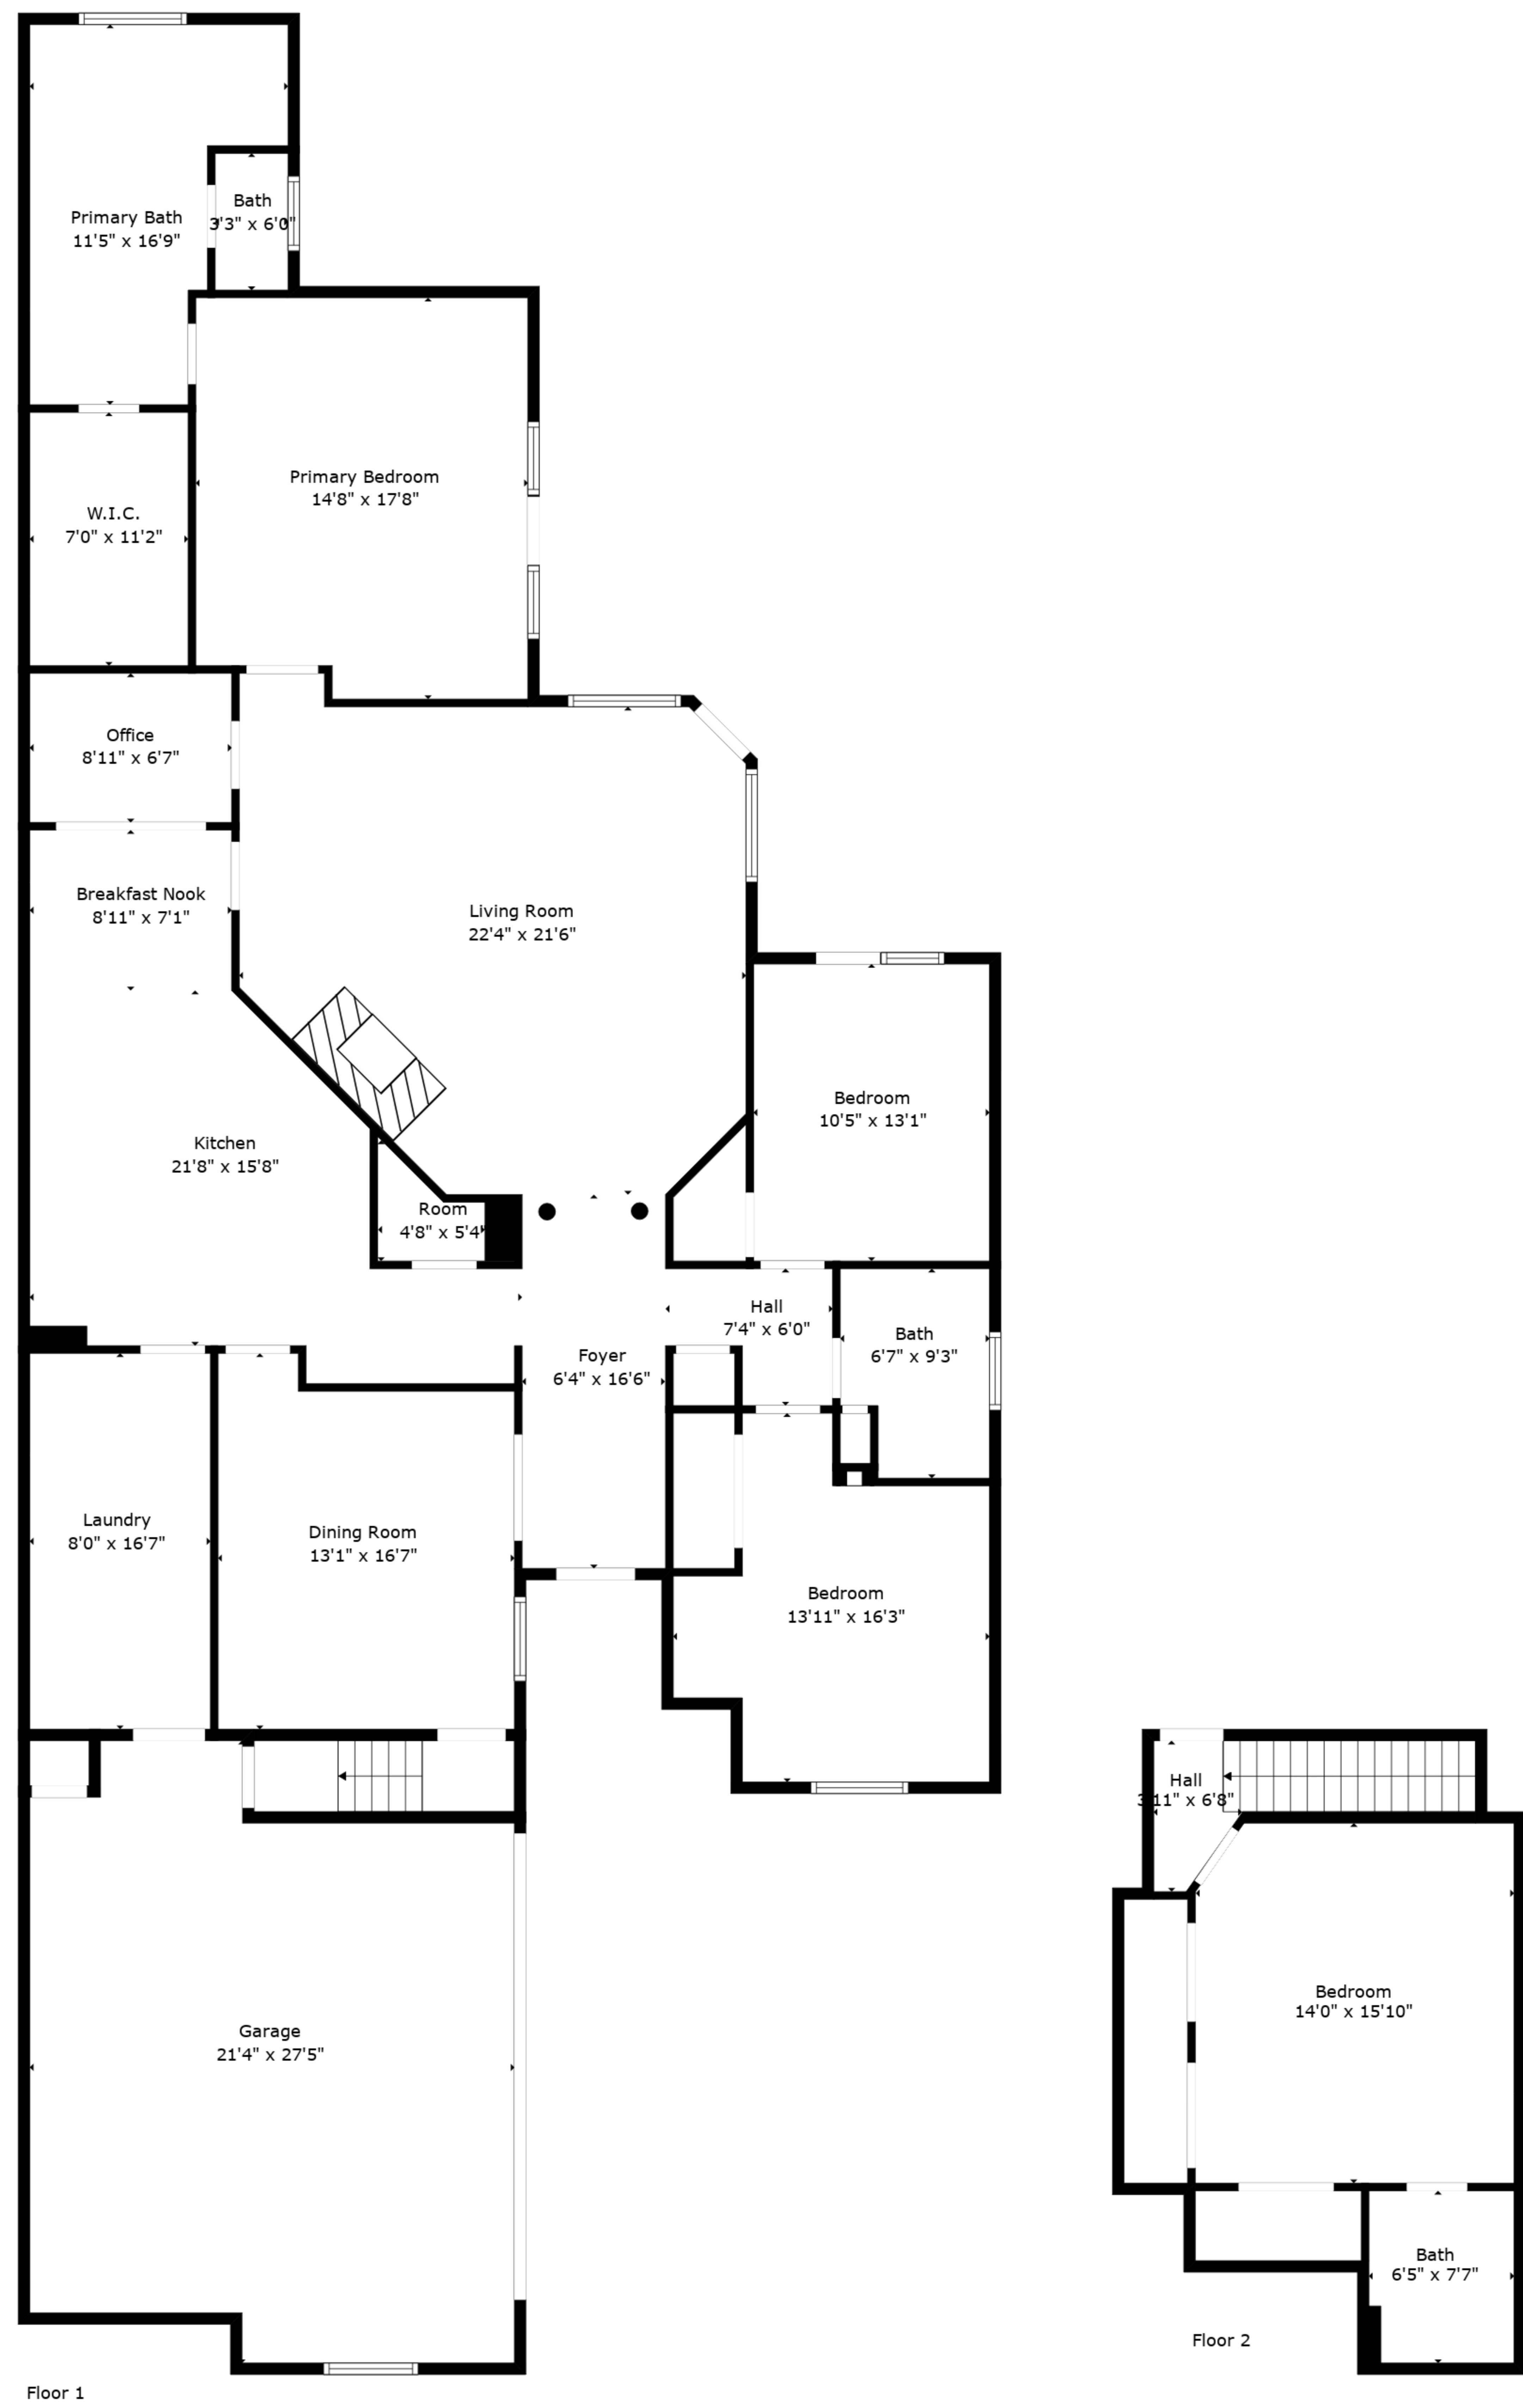 Bath
3'3" x 6'0"
Primary Bath
11'5" x 16'9"
Primary Bedroom
14'8" x 17'8"
W.I.C.
7'0" x 11'2"
Office
8'11" x 6'7"
Breakfast Nook
8'11" x 7'1"
Living Room
22'4" x 21'6"
Bedroom
10'5" x 13'1"
Kitchen
21'8" x 15'8"
Room
4'8" x 5'4"
Hall
7'4" x 6'0"
Bath
6'7" x 9'3"
Foyer
6'4" x 16'6"
Laundry
8'0" x 16'7"
Dining Room
13'1" x 16'7"
Bedroom
13'11" x 16'3"
Hall
3'11" x 6'8"
Bedroom
14'0" x 15'10"
Garage
21'4" x 27'5"
Bath
6'5" x 7'7"
Floor 2
Floor 1